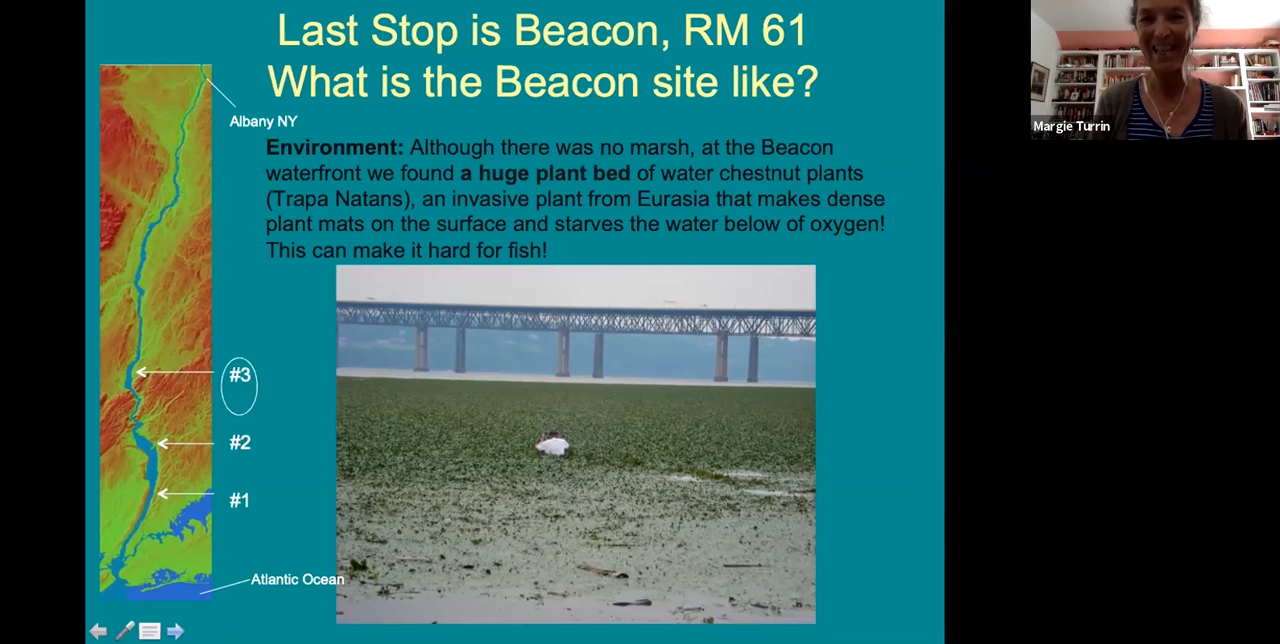 Last Stop is Beacon, RM 61
What is the Beacon site like?
Albany NY
Environment: Although there was no marsh, at the Beacon
waterfront we found a huge plant bed of water chestnut plants
(Trapa Natans), an invasive plant from Eurasia that makes dense
plant mats on the surface and starves the water below of oxygen!
This can make it hard for fish!
#3
#2
#1
Atlantic Ocean
Margie Turrin